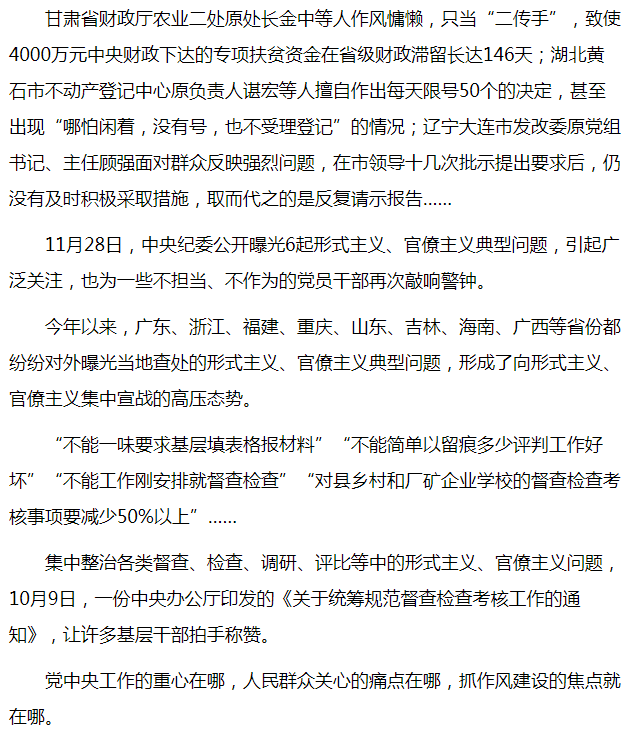 甘肃省财政厅农业二处原处长金中等人作风慵懒，只当“二传手”，致使
4000万元中央财政下达的专项扶贫资金在省级财政滞留长达146天；湖北黄
石市不动产登记中心原负责人谌宏等人擅自作出每天限号50个的决定，甚至
出现“哪怕闲着，没有号，也不受理登记”的情况；辽宁大连市发改委原党组
书记、主任顾强面对群众反映强烈问题，在市领导十几次批示提出要求后，仍
没有及时积极采取措施，取而代之的是反复请示报告……
11月28日，中央纪委公开曝光6起形式主义、官僚主义典型问题，引起广
泛关注，也为一些不担当、不作为的党员干部再次敲响警钟。
今年以来，广东、浙江、福建、重庆、山东、吉林、海南、广西等省份都
纷纷对外曝光当地查处的形式主义、官僚主义典型问题，形成了向形式主义、
官僚主义集中宣战的高压态势。
“不能一味要求基层填表格报材料”“不能简单以留痕多少评判工作好
坏”“不能工作刚安排就督查检查”“对县乡村和厂矿企业学校的督查检查考
核事项要减少50%以上”……
集中整治各类督查、检查、调研、评比等中的形式主义、官僚主义问题，
10月9日，一份中央办公厅印发的《关于统筹规范督查检查考核工作的通
知》，让许多基层干部拍手称赞。
党中央工作的重心在哪，人民群众关心的痛点在哪，抓作风建设的焦点就
在哪。